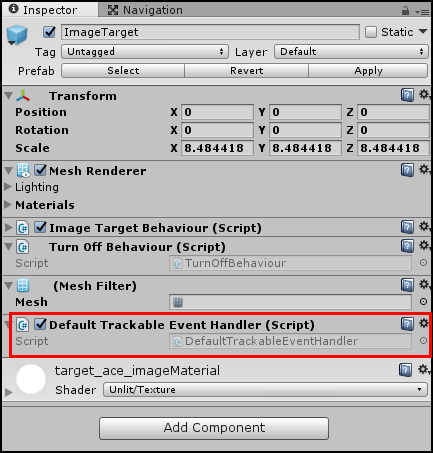 Inspector Navigation
ImageTarget Static
Tag Untagged Layer Default
Prefab Select Revert Apply
Transform
Position X 0 Y 0 Z 0
Rotation X 0 Y 0 Z 0
Scale X 8.484418 Y 8.484418 Z 8.484418
Mesh Renderer
Lighting
Materials
Image Target Behaviour (Script)
Turn Off Behaviour (Script)
Script TurnOffBehaviour
(Mesh Filter)
Mesh
Default Trackable Event Handler (Script)
Script DefaultTrackableEventHandler
target_ace_imageMaterial
Shader Unlit/Texture
Add Component